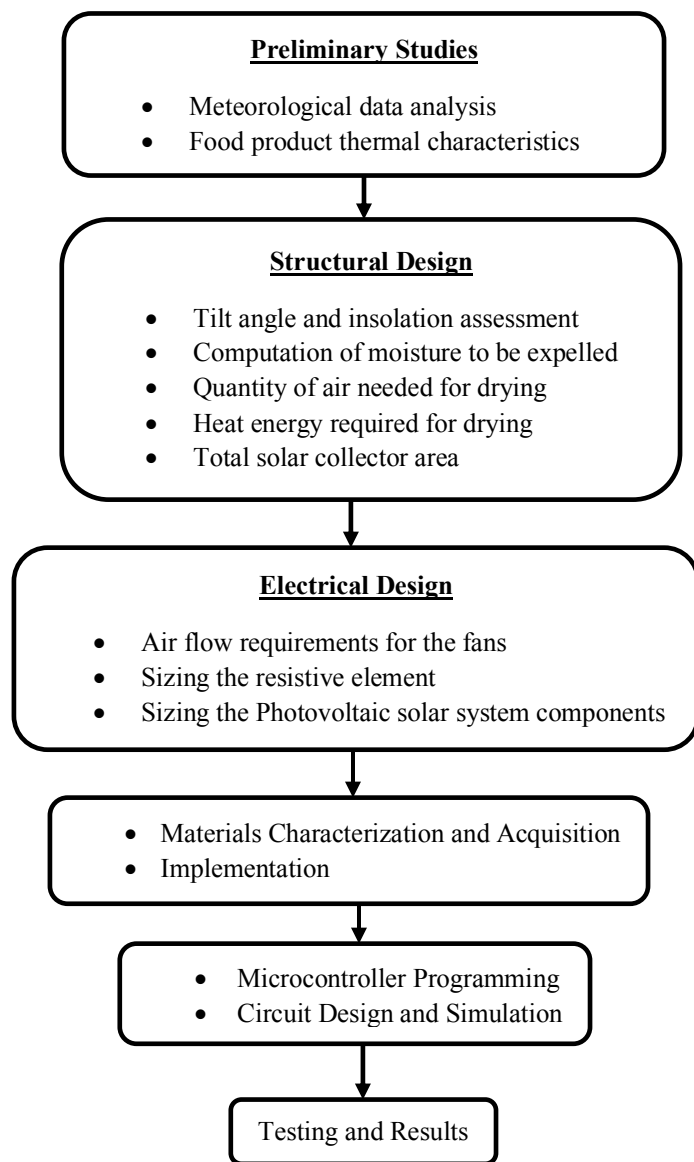 Preliminary Studies
• Meteorological data analysis
• Food product thermal characteristics
Structural Design
• Tilt angle and insolation assessment
• Computation of moisture to be expelled
• Quantity of air needed for drying
• Heat energy required for drying
• Total solar collector area
Electrical Design
• Air flow requirements for the fans
• Sizing the resistive element
• Sizing the Photovoltaic solar system components
• Materials Characterization and Acquisition
• Implementation
• Microcontroller Programming
• Circuit Design and Simulation
Testing and Results